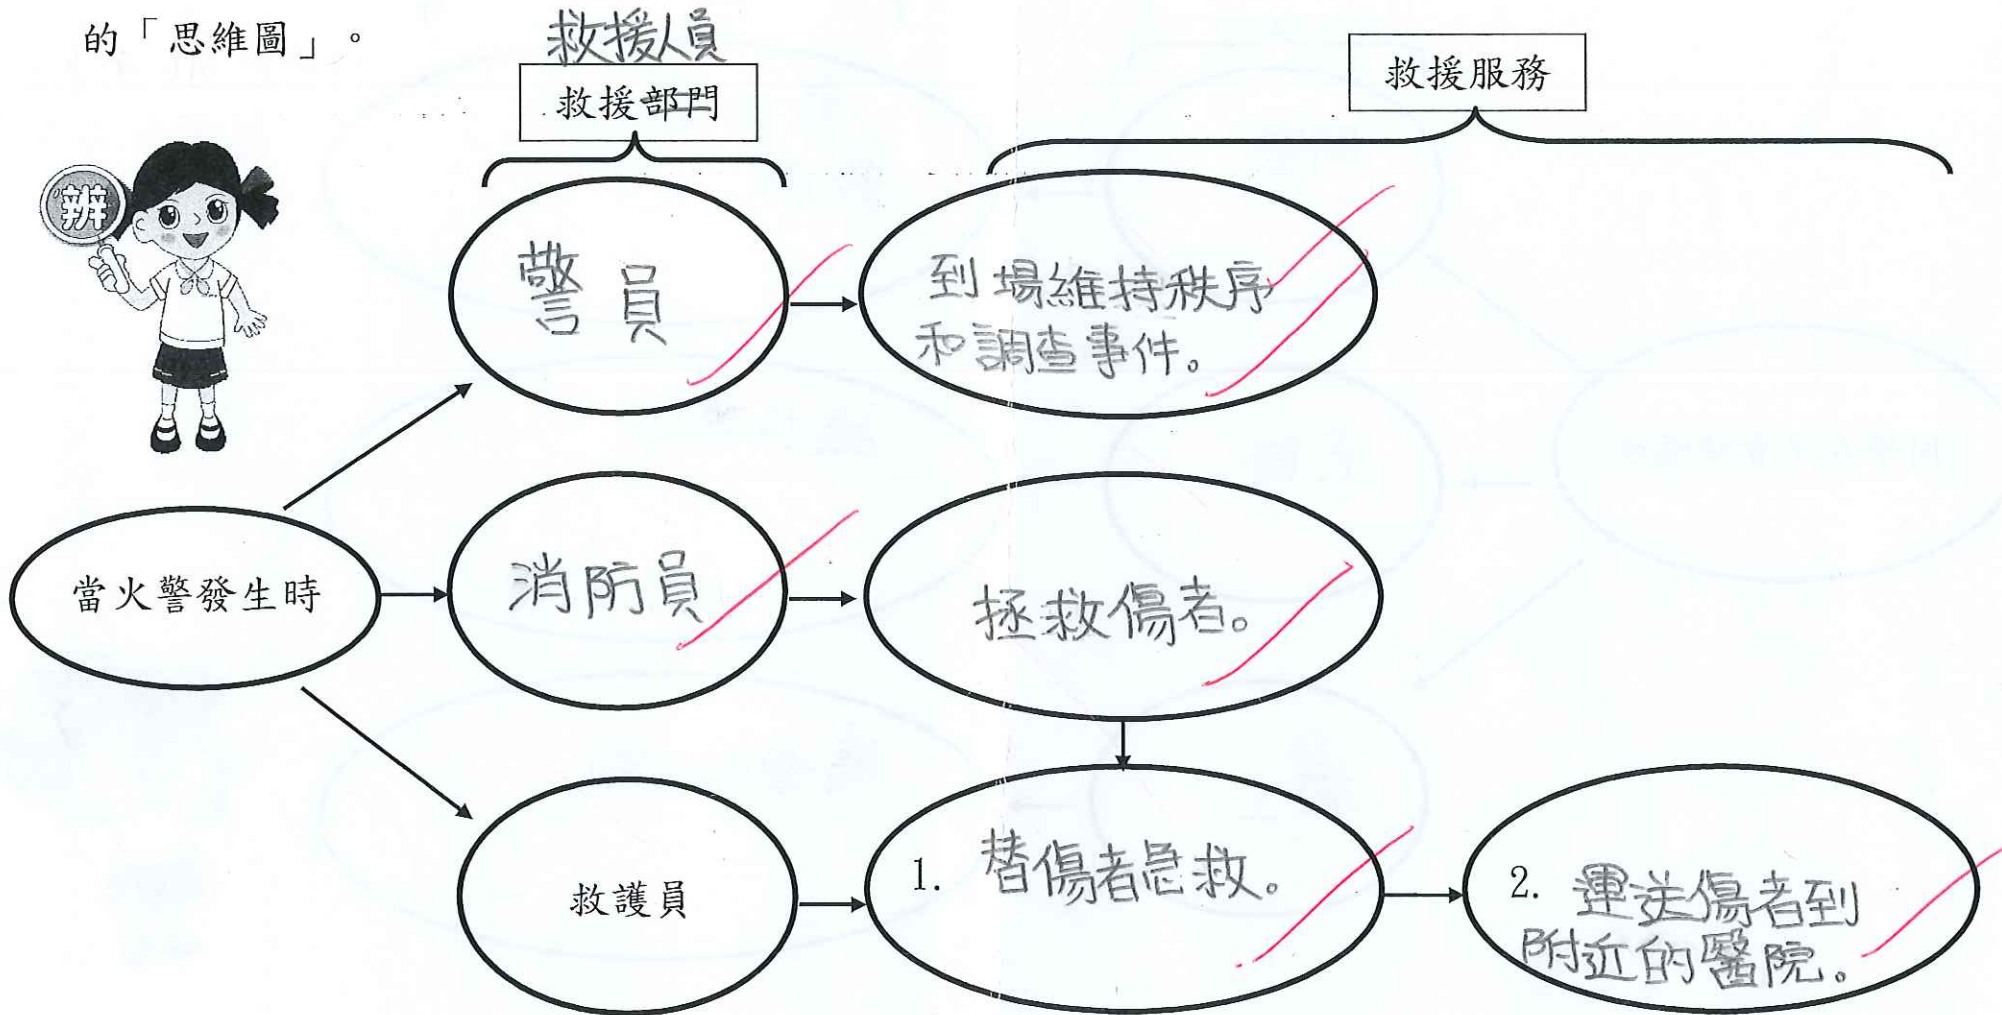 的「思維圖」。
救援人員
救援部門
救援服務
辨
警員
到場維持秩序
和調查事件。
當火警發生時
消防員
拯救傷者。
救護員
1. 替傷者急救。
2. 運送傷者到
附近的醫院。